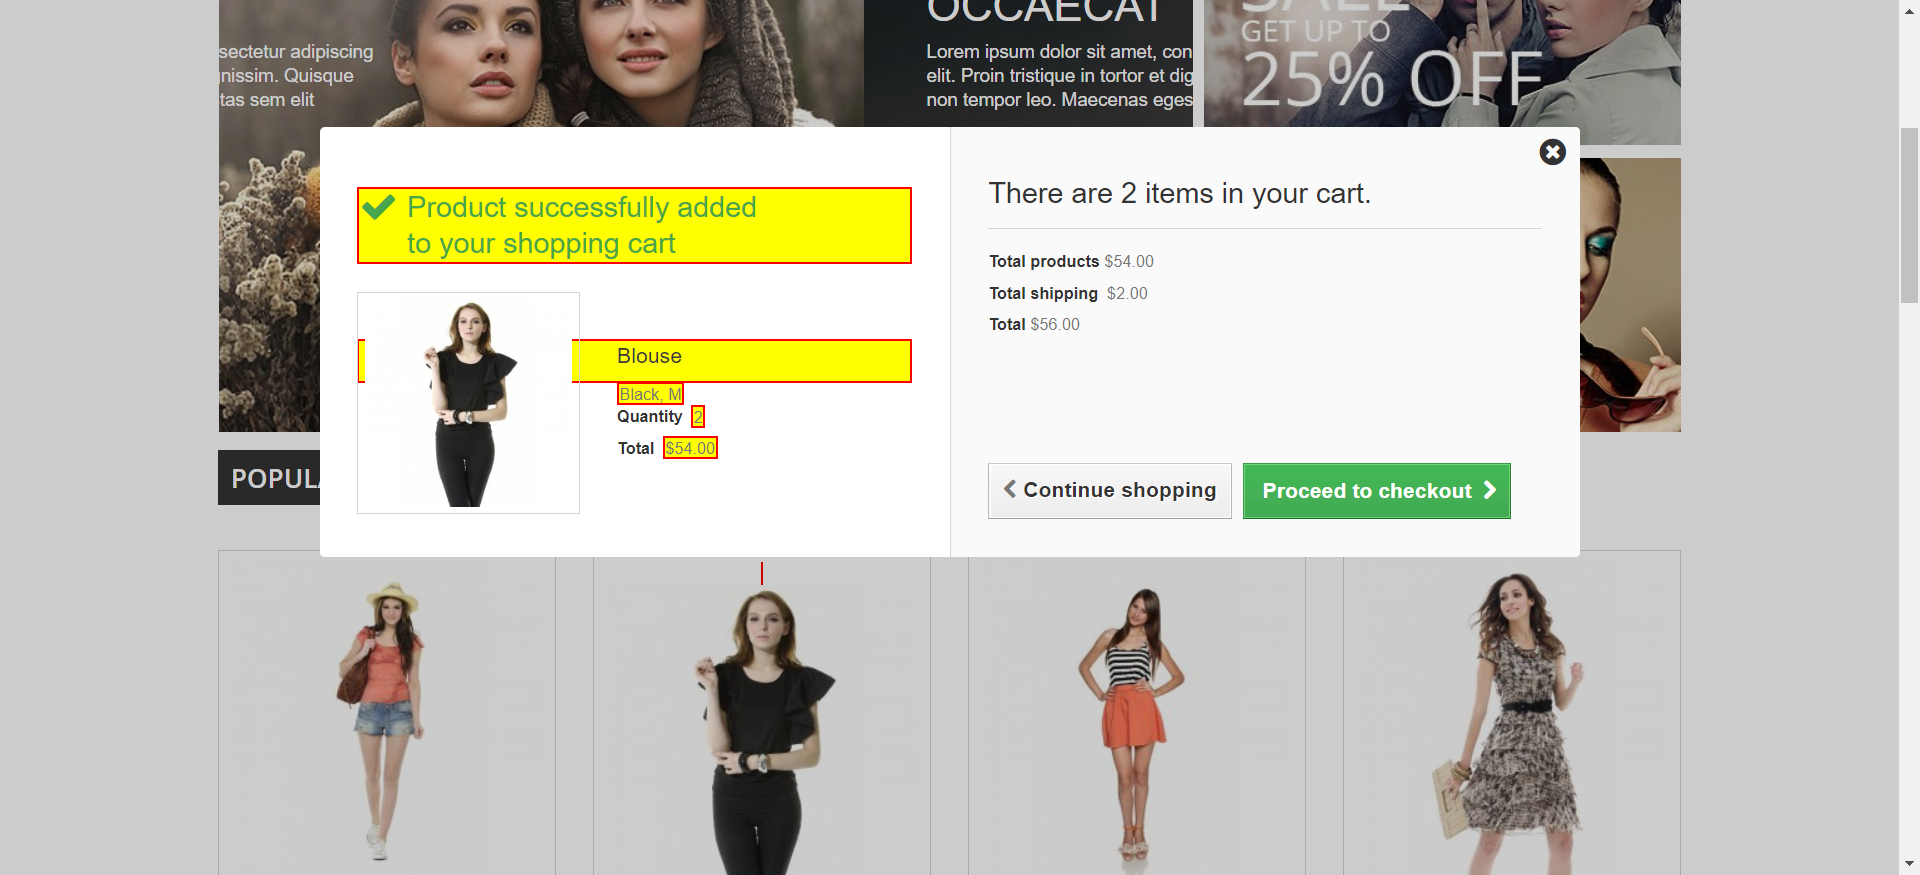 OCCAECAT
SALE
GET UP TO
25% OFF
sectetur adipiscing
nissim. Quisque
tas sem elit
Lorem ipsum dolor sit amet, con
elit. Proin tristique in tortor et dig
non tempor leo. Maecenas eges
Product successfully added
to your shopping cart
Blouse
Black, M
Quantity 2
Total $54.00
There are 2 items in your cart.
Total products $54.00
Total shipping $2.00
Total $56.00
Continue shopping
Proceed to checkout
POPULA